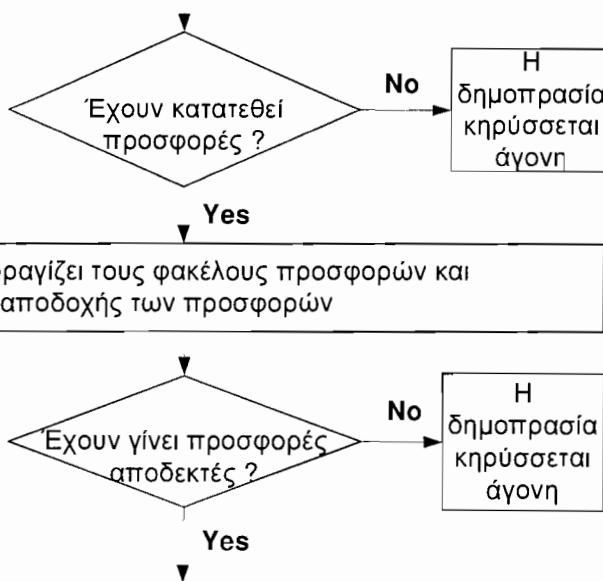 Έχουν κατατεθεί
προσφορές ?
No
Η
δημοπρασία
κηρύσσεται
άγονη
Yes
τους φακέλους προσφορών και
αποδοχής των προσφορών
Έχουν γίνει προσφορές
αποδεκτές ?
No
Η
δημοπρασία
κηρύσσεται
άγονη
Yes